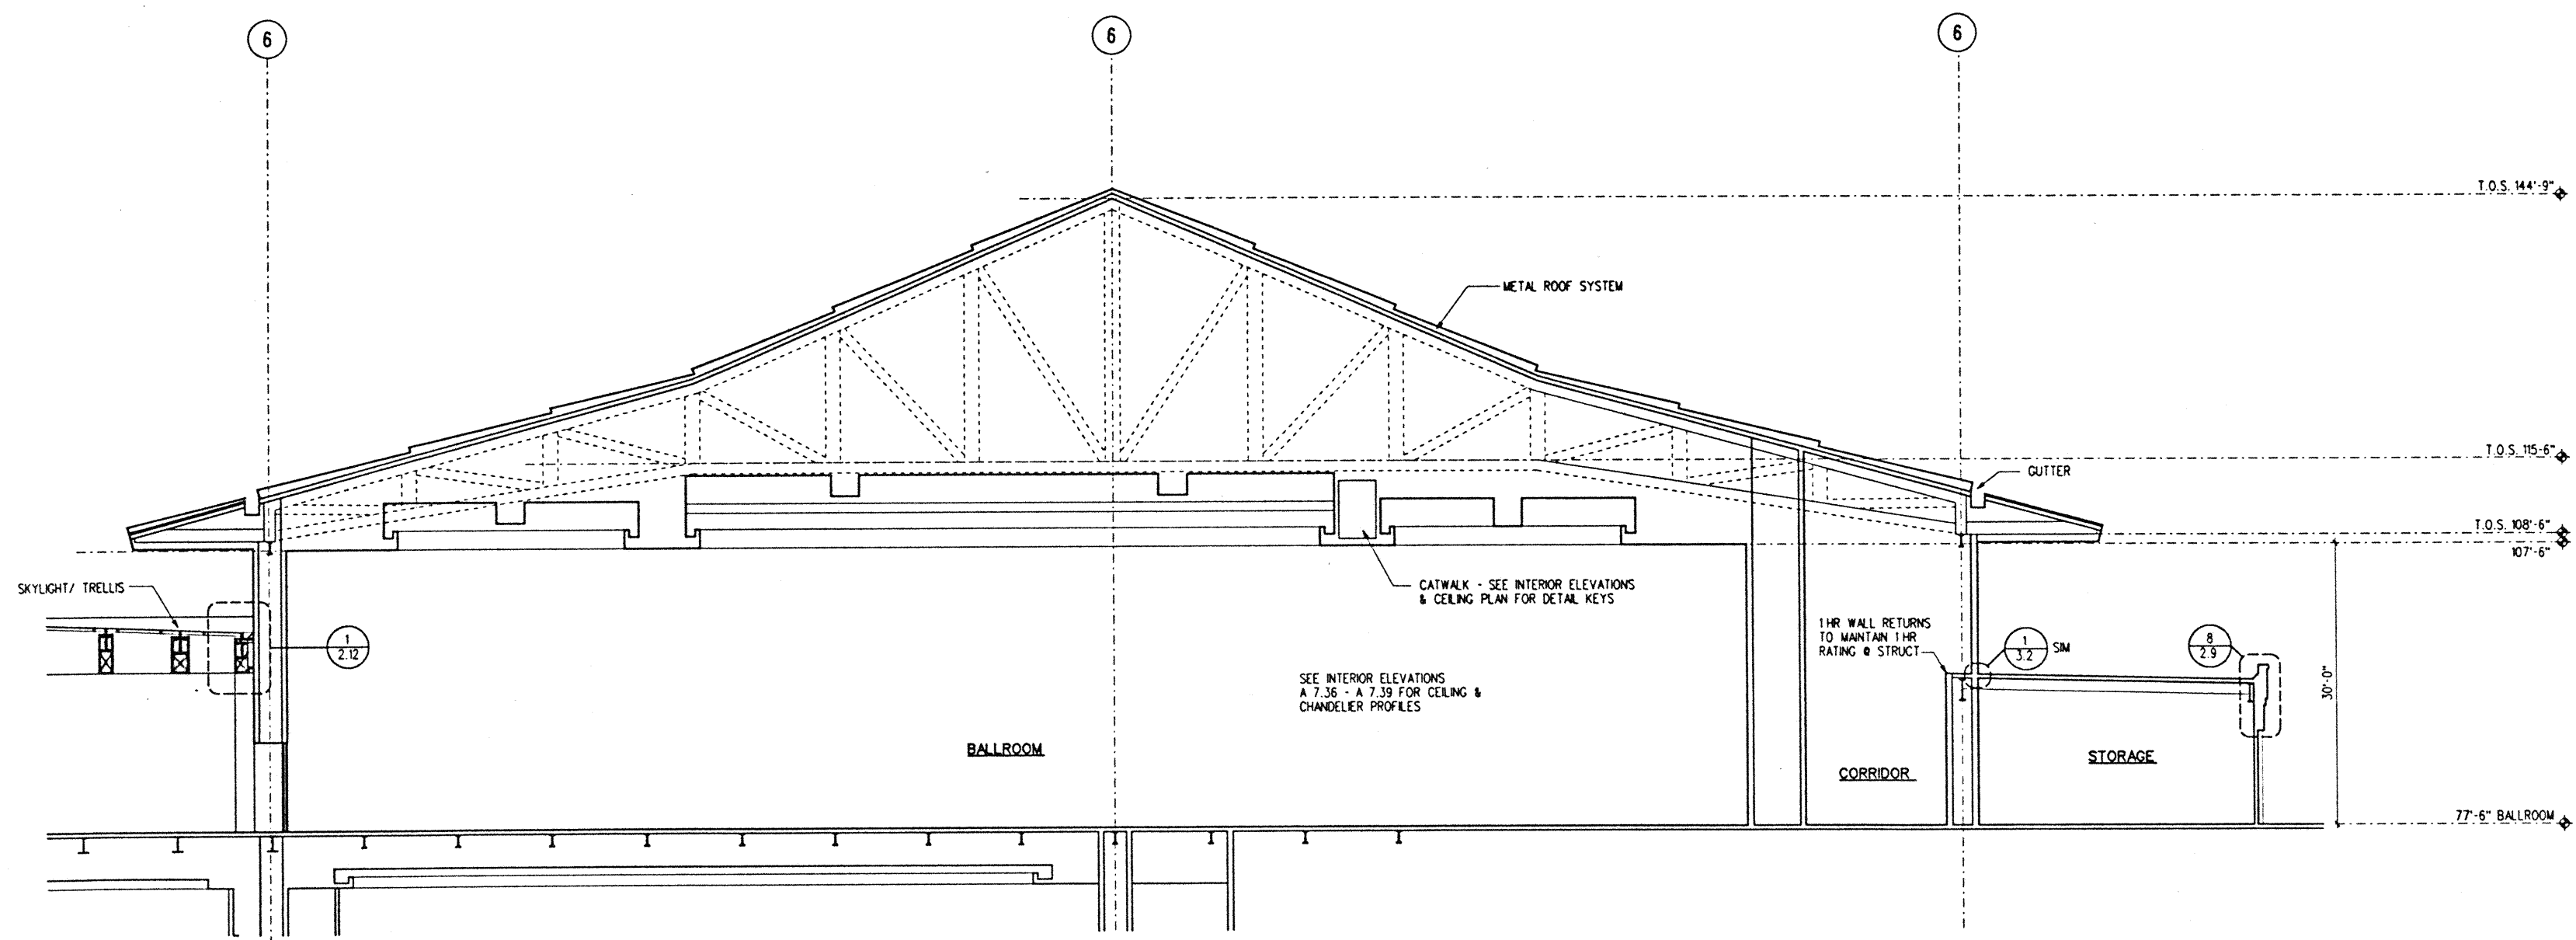 6
6
6
T.O.S. 144'-9"
METAL ROOF SYSTEM
T.O.S. 115'-6"
GUTTER
T.O.S. 108'-6"
107'-6"
SKYLIGHT/ TRELLIS
CATWALK - SEE INTERIOR ELEVATIONS
& CEILING PLAN FOR DETAIL KEYS
1
2.12
1 HR WALL RETURNS
TO MAINTAIN 1 HR
RATING @ STRUCT
1
3.2
SIM
8
2.9
30'-0"
SEE INTERIOR ELEVATIONS
A 7.36 - A 7.39 FOR CEILING &
CHANDELIER PROFILES
BALLROOM
CORRIDOR
STORAGE
77'-6" BALLROOM